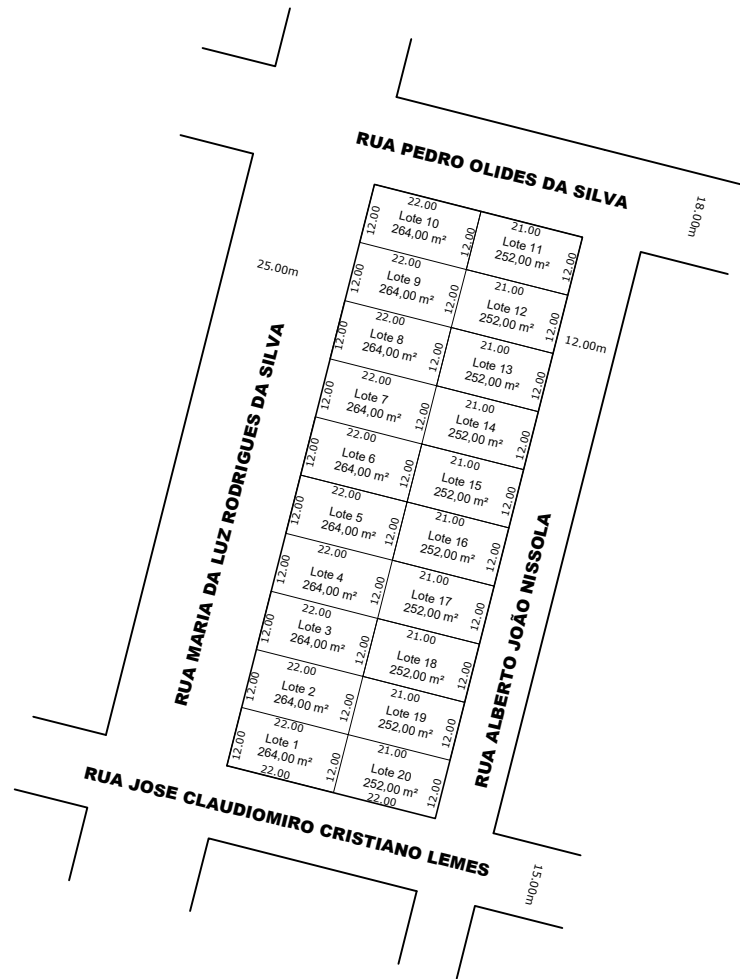 RUA PEDRO OLIDES DA SILVA
18.00m
22.00
12.00
Lote 10
264,00 m²
12.00
21.00
Lote 11
252,00 m²
12.00
25.00m
22.00
12.00
Lote 9
264,00 m²
12.00
21.00
Lote 12
252,00 m²
12.00
12.00m
22.00
12.00
Lote 8
264,00 m²
12.00
21.00
Lote 13
252,00 m²
12.00
22.00
12.00
Lote 7
264,00 m²
12.00
21.00
Lote 14
252,00 m²
12.00
22.00
12.00
Lote 6
264,00 m²
12.00
21.00
Lote 15
252,00 m²
12.00
22.00
12.00
Lote 5
264,00 m²
12.00
21.00
Lote 16
252,00 m²
12.00
22.00
12.00
Lote 4
264,00 m²
12.00
21.00
Lote 17
252,00 m²
12.00
22.00
12.00
Lote 3
264,00 m²
12.00
21.00
Lote 18
252,00 m²
12.00
22.00
12.00
Lote 2
264,00 m²
12.00
21.00
Lote 19
252,00 m²
12.00
22.00
12.00
Lote 1
264,00 m²
12.00
22.00
21.00
Lote 20
252,00 m²
12.00
22.00
RUA MARIA DA LUZ RODRIGUES DA SILVA
RUA ALBERTO JOÃO NISSOLA
RUA JOSE CLAUDIOMIRO CRISTIANO LEMES
15.00m